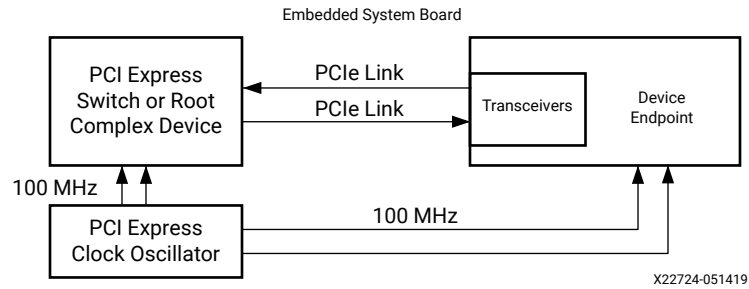 Embedded System Board
PCI Express
Switch or Root
Complex Device
PCIe Link
PCIe Link
Transceivers
Device
Endpoint
100 MHz
PCI Express
Clock Oscillator
100 MHz
X22724-051419